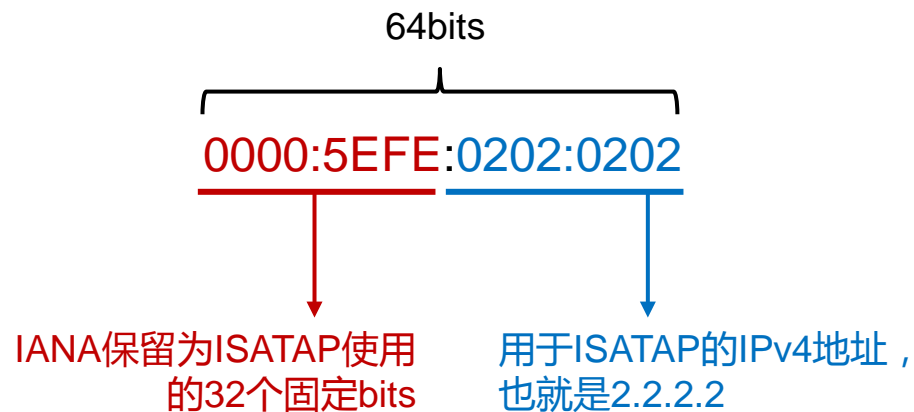 64bits
0000:5EFE:0202:0202
IANA保留为ISATAP使用
的32个固定bits
用于ISATAP的IPv4地址，
也就是2.2.2.2